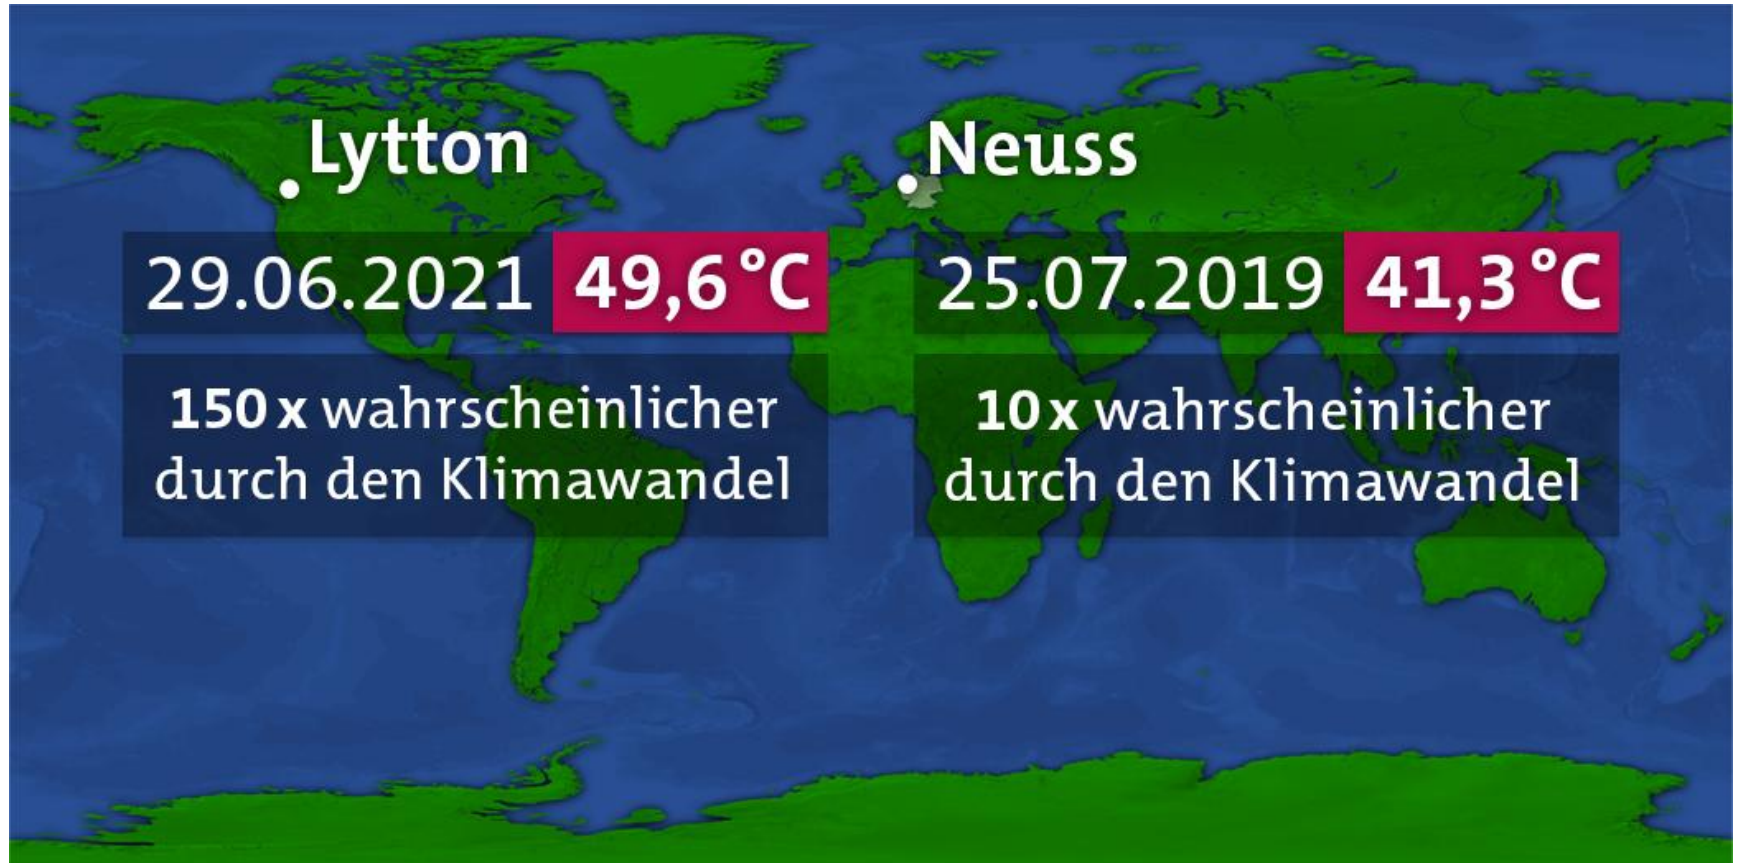 Lytton
29.06.2021 49,6 °C
150 x wahrscheinlicher
durch den Klimawandel
Neuss
25.07.2019 41,3 °C
10 x wahrscheinlicher
durch den Klimawandel